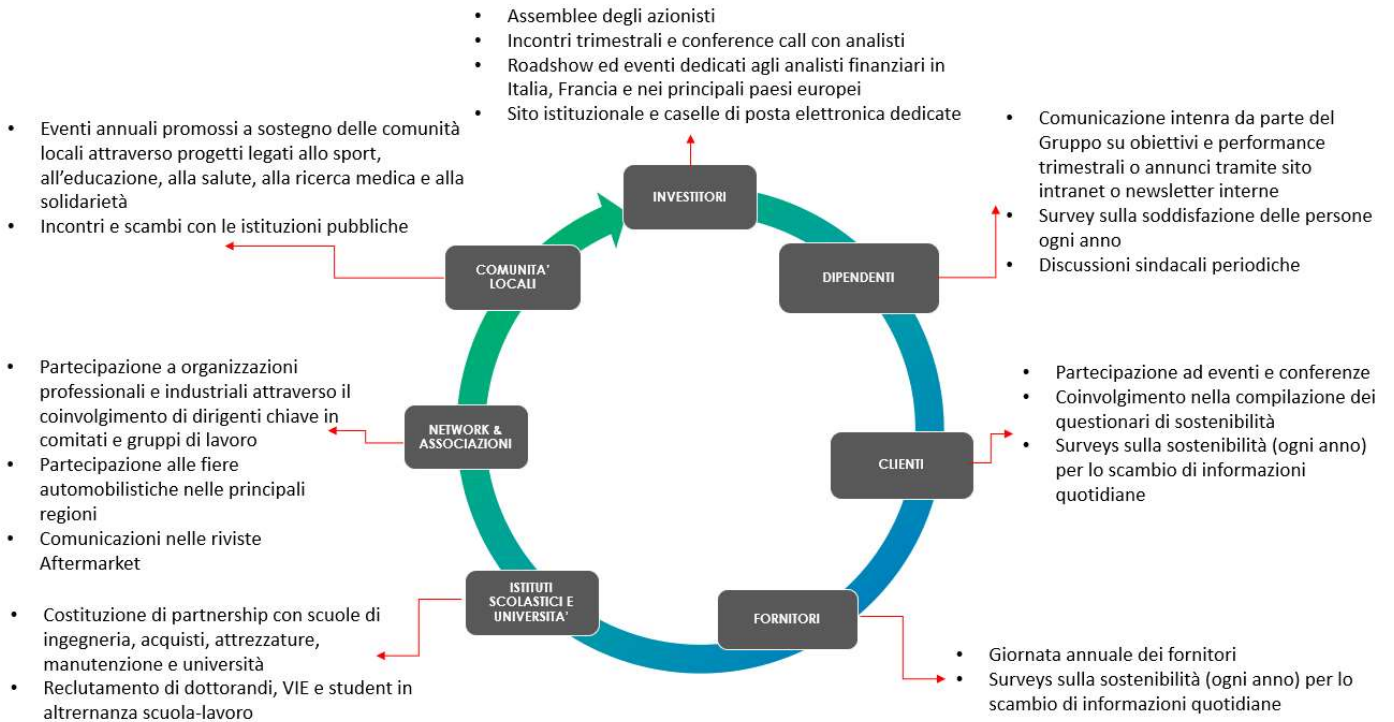 • Assemblee degli azionisti
• Incontri trimestrali e conference call con analisti
• Roadshow ed eventi dedicati agli analisti finanziari in
Italia, Francia e nei principali paesi europei
• Sito istituzionale e caselle di posta elettronica dedicate
INVESTITORI
• Comunicazione intenra da parte del
Gruppo su obiettivi e performance
trimestrali o annunci tramite sito
intranet o newsletter interne
• Survey sulla soddisfazione delle persone
ogni anno
• Discussioni sindacali periodiche
DIPENDENTI
• Partecipazione ad eventi e conferenze
• Coinvolgimento nella compilazione dei
questionari di sostenibilità
• Surveys sulla sostenibilità (ogni anno)
per lo scambio di informazioni
quotidiane
CLIENTI
FORNITORI
• Giornata annuale dei fornitori
• Surveys sulla sostenibilità (ogni anno) per lo
scambio di informazioni quotidiane
ISTITUTI
SCOLASTICI E
UNIVERSITA'
• Costituzione di partnership con scuole di
ingegneria, acquisti, attrezzature,
manutenzione e università
• Reclutamento di dottorandi, VIE e student in
altrernanza scuola-lavoro
NETWORK &
ASSOCIAZIONI
• Partecipazione a organizzazioni
professionali e industriali attraverso il
coinvolgimento di dirigenti chiave in
comitati e gruppi di lavoro
• Partecipazione alle fiere
automobilistiche nelle principali
regioni
• Comunicazioni nelle riviste
Aftermarket
COMUNITA'
LOCALI
• Eventi annuali promossi a sostegno delle comunità
locali attraverso progetti legati allo sport,
all'educazione, alla salute, alla ricerca medica e alla
solidarietà
• Incontri e scambi con le istituzioni pubbliche